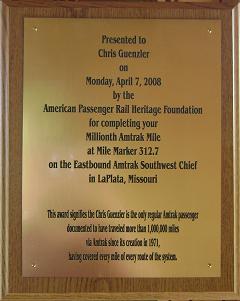 Presented to
Chris Guenzler
on
Monday, April 7, 2008
by the
American Passenger Rail Heritage Foundation
for completing your
Millionth Amtrak Mile
at Mile Marker 312.7
on the Eastbound Amtrak Southwest Chief
in LaPlata, Missouri
This award signifies the Chris Guenzler is the only regular Amtrak passenger
documented to have traveled more than 1,000,000 miles
via Amtrak since its creation in 1971,
having covered every mile of every route of the system.